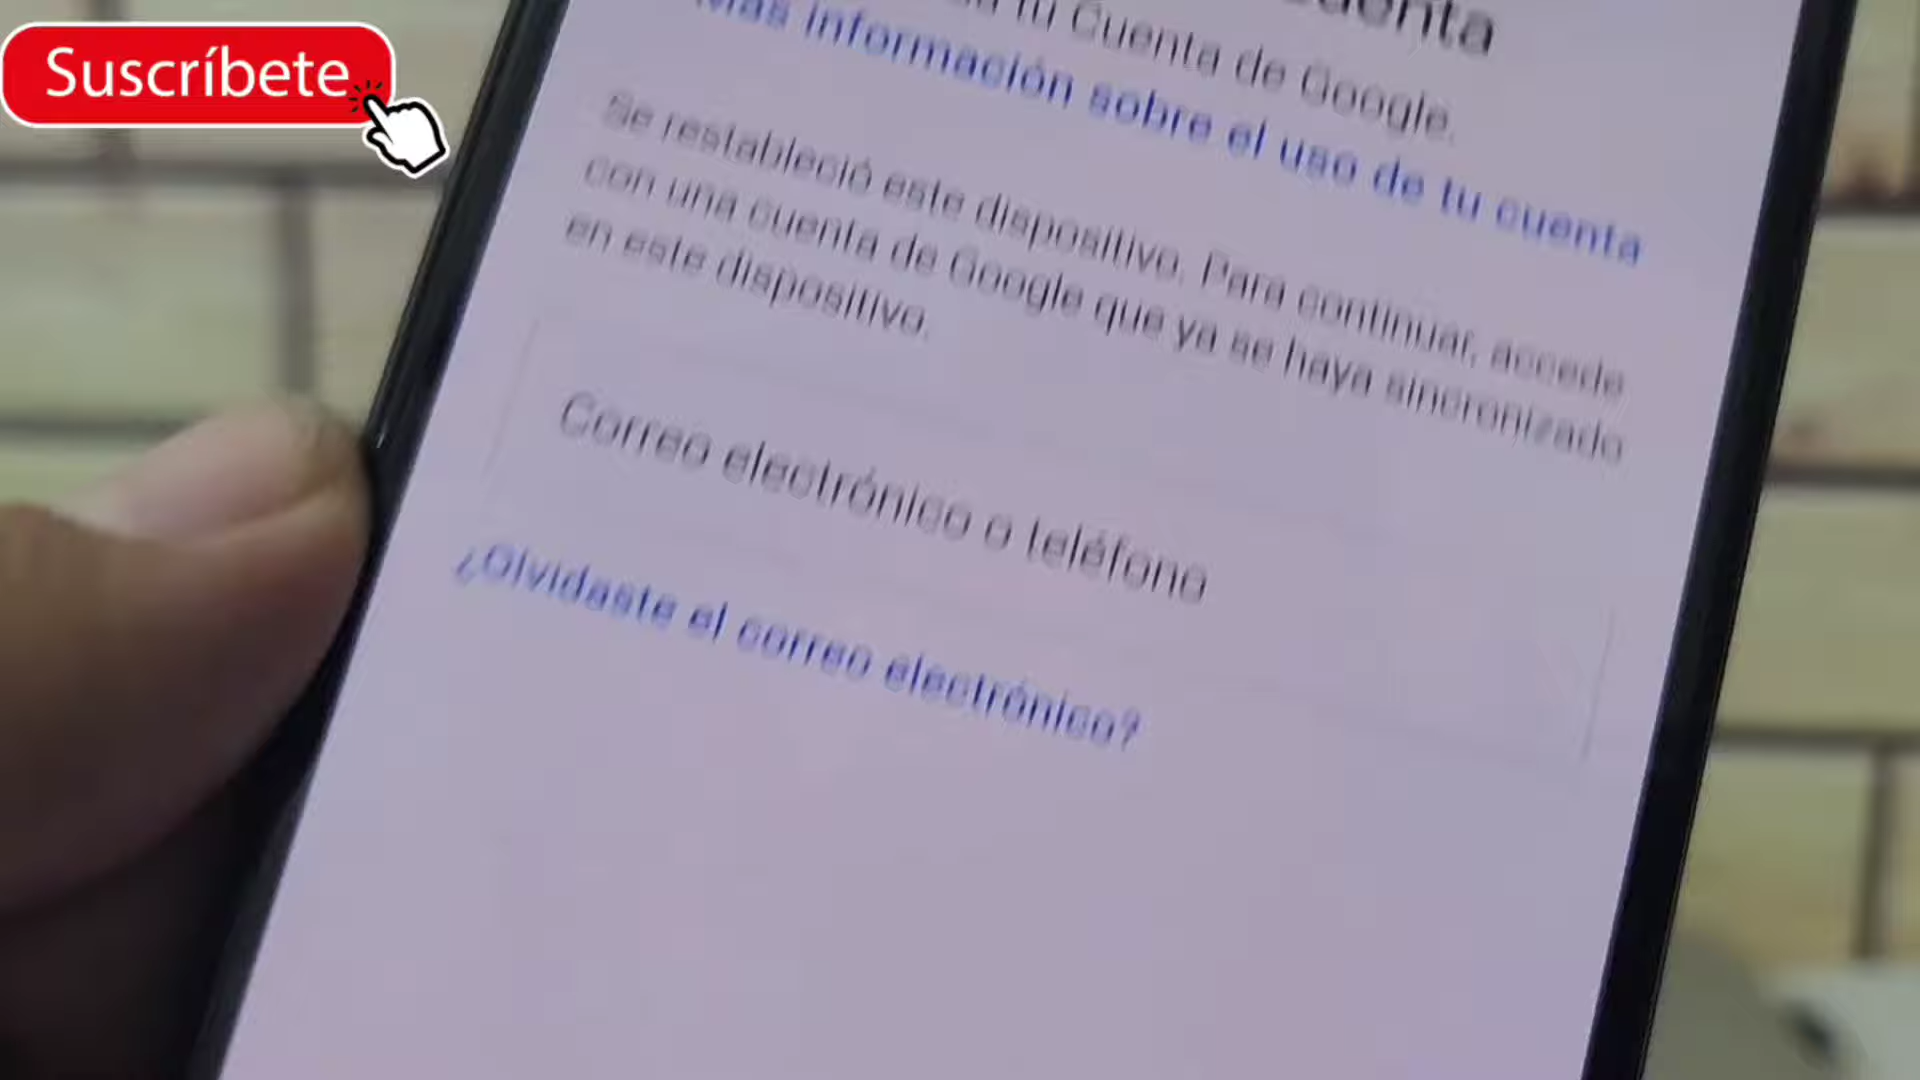 Suscríbete
cuenta
tu Cuenta de Google.
Más información sobre el uso de tu cuenta
Se restableció este dispositivo. Para continuar, accede
con una cuenta de Google que ya se haya sincronizado
en este dispositivo.
Correo electrónico o teléfono
¿Olvidaste el correo electrónico?